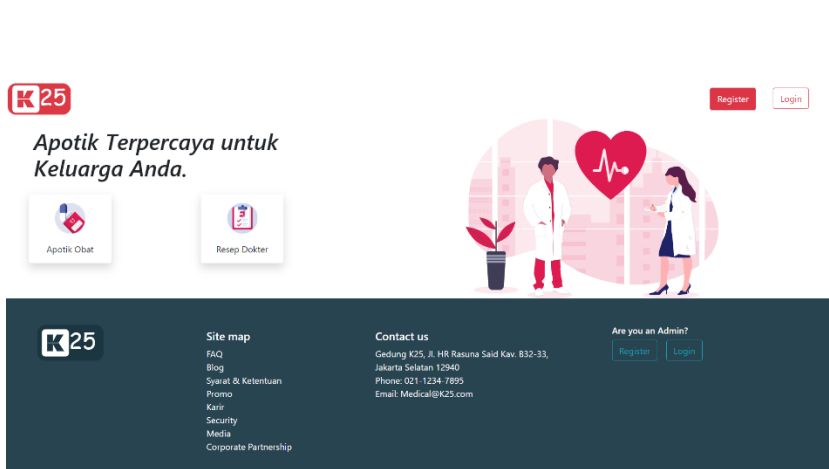 K25
Register
Login
Apotik Terpercaya untuk
Keluarga Anda.
Apotik Obat
Resep Dokter
K25
Site map
FAQ
Blog
Syarat & Ketentuan
Promo
Karir
Security
Media
Corporate Partnership
Contact us
Gedung K25, Jl. HR Rasuna Said Kav. B32-33,
Jakarta Selatan 12940
Phone: 021-1234-7895
Email: Medical@K25.com
Are you an Admin?
Register
Login